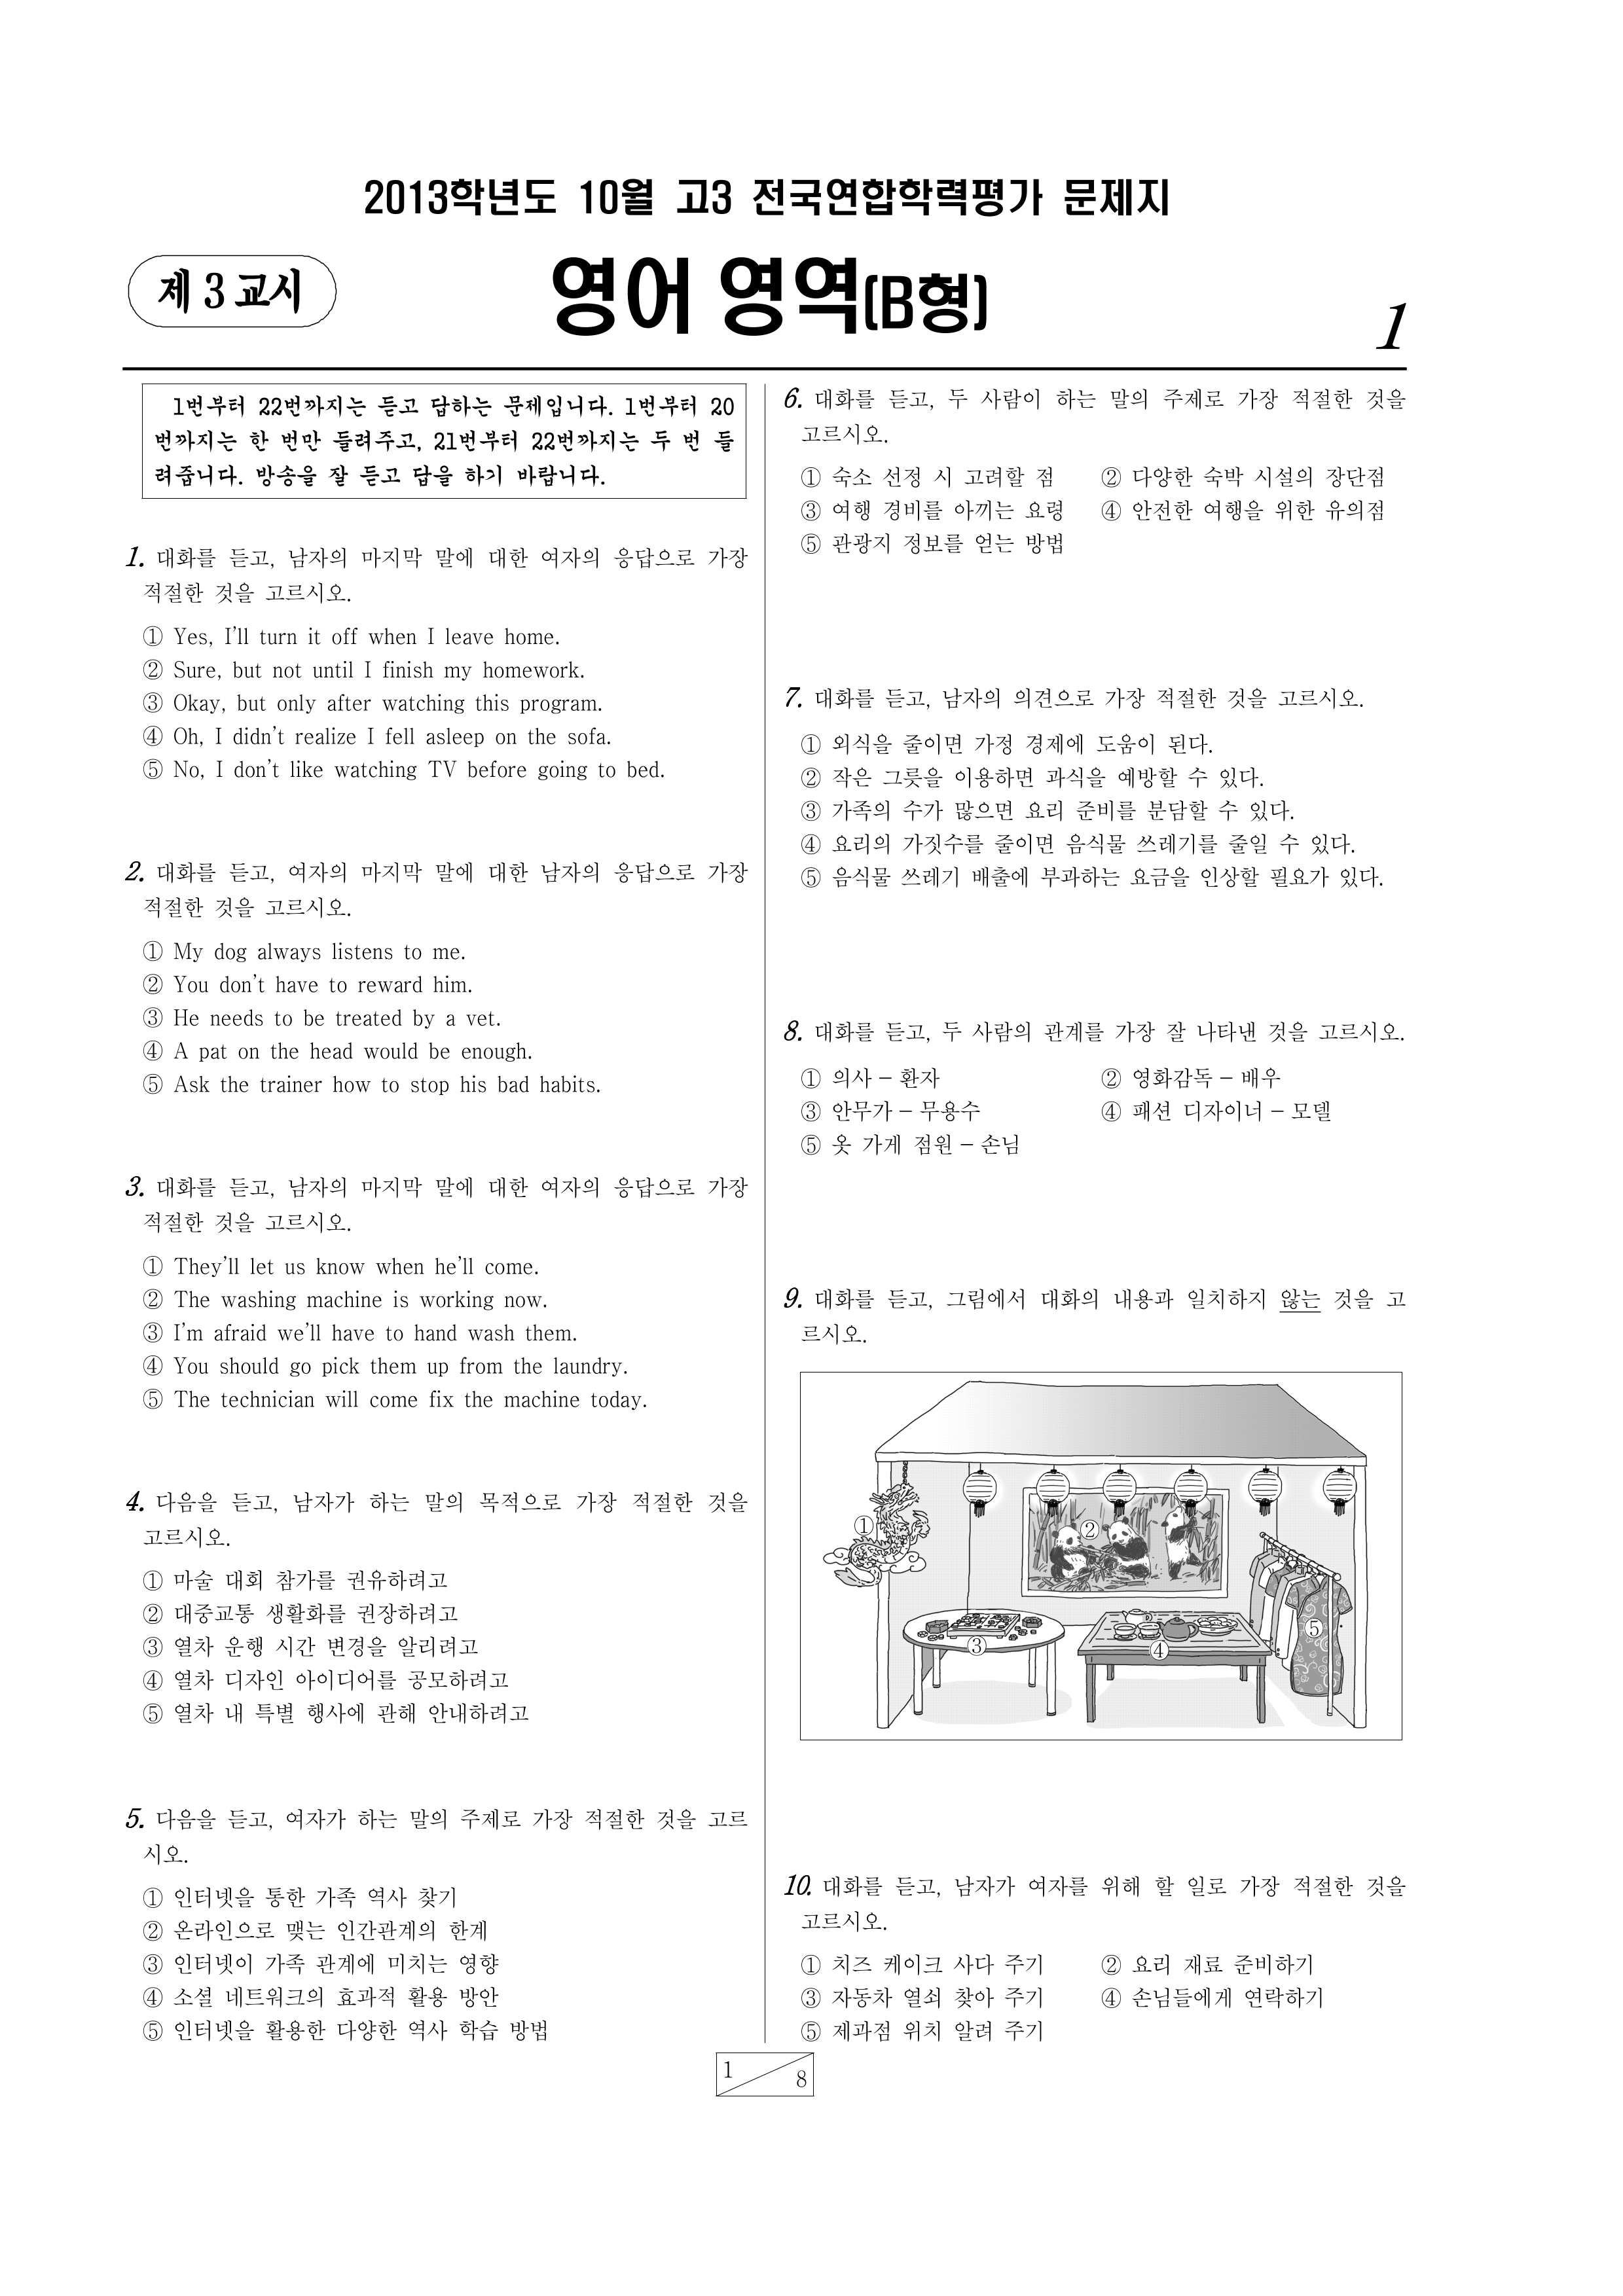 2013학년도 10월 고3 전국연합학력평가 문제지
제 3 교시
영어 영역(B형)
1
1번부터 22번까지는 듣고 답하는 문제입니다. 1번부터 20
번까지는 한 번만 들려주고, 21번부터 22번까지는 두 번 들
려줍니다. 방송을 잘 듣고 답을 하기 바랍니다.
1. 대화를 듣고, 남자의 마지막 말에 대한 여자의 응답으로 가장
적절한 것을 고르시오.
① Yes, I'll turn it off when I leave home.
② Sure, but not until I finish my homework.
③ Okay, but only after watching this program.
④ Oh, I didn't realize I fell asleep on the sofa.
⑤ No, I don't like watching TV before going to bed.
2. 대화를 듣고, 여자의 마지막 말에 대한 남자의 응답으로 가장
적절한 것을 고르시오.
① My dog always listens to me.
② You don't have to reward him.
③ He needs to be treated by a vet.
④ A pat on the head would be enough.
⑤ Ask the trainer how to stop his bad habits.
3. 대화를 듣고, 남자의 마지막 말에 대한 여자의 응답으로 가장
적절한 것을 고르시오.
① They'll let us know when he'll come.
② The washing machine is working now.
③ I'm afraid we'll have to hand wash them.
④ You should go pick them up from the laundry.
⑤ The technician will come fix the machine today.
4. 다음을 듣고, 남자가 하는 말의 목적으로 가장 적절한 것을
고르시오.
① 마술 대회 참가를 권유하려고
② 대중교통 생활화를 권장하려고
③ 열차 운행 시간 변경을 알리려고
④ 열차 디자인 아이디어를 공모하려고
⑤ 열차 내 특별 행사에 관해 안내하려고
5. 다음을 듣고, 여자가 하는 말의 주제로 가장 적절한 것을 고르
시오.
① 인터넷을 통한 가족 역사 찾기
② 온라인으로 맺는 인간관계의 한계
③ 인터넷이 가족 관계에 미치는 영향
④ 소셜 네트워크의 효과적 활용 방안
⑤ 인터넷을 활용한 다양한 역사 학습 방법
6. 대화를 듣고, 두 사람이 하는 말의 주제로 가장 적절한 것을
고르시오.
① 숙소 선정 시 고려할 점 ② 다양한 숙박 시설의 장단점
③ 여행 경비를 아끼는 요령 ④ 안전한 여행을 위한 유의점
⑤ 관광지 정보를 얻는 방법
7. 대화를 듣고, 남자의 의견으로 가장 적절한 것을 고르시오.
① 외식을 줄이면 가정 경제에 도움이 된다.
② 작은 그릇을 이용하면 과식을 예방할 수 있다.
③ 가족의 수가 많으면 요리 준비를 분담할 수 있다.
④ 요리의 가짓수를 줄이면 음식물 쓰레기를 줄일 수 있다.
⑤ 음식물 쓰레기 배출에 부과하는 요금을 인상할 필요가 있다.
8. 대화를 듣고, 두 사람의 관계를 가장 잘 나타낸 것을 고르시오.
① 의사 – 환자 ② 영화감독 – 배우
③ 안무가 – 무용수 ④ 패션 디자이너 – 모델
⑤ 옷 가게 점원 – 손님
9. 대화를 듣고, 그림에서 대화의 내용과 일치하지 않는 것을 고
르시오.
①
②
③
④
⑤
10. 대화를 듣고, 남자가 여자를 위해 할 일로 가장 적절한 것을
고르시오.
① 치즈 케이크 사다 주기 ② 요리 재료 준비하기
③ 자동차 열쇠 찾아 주기 ④ 손님들에게 연락하기
⑤ 제과점 위치 알려 주기
1
8